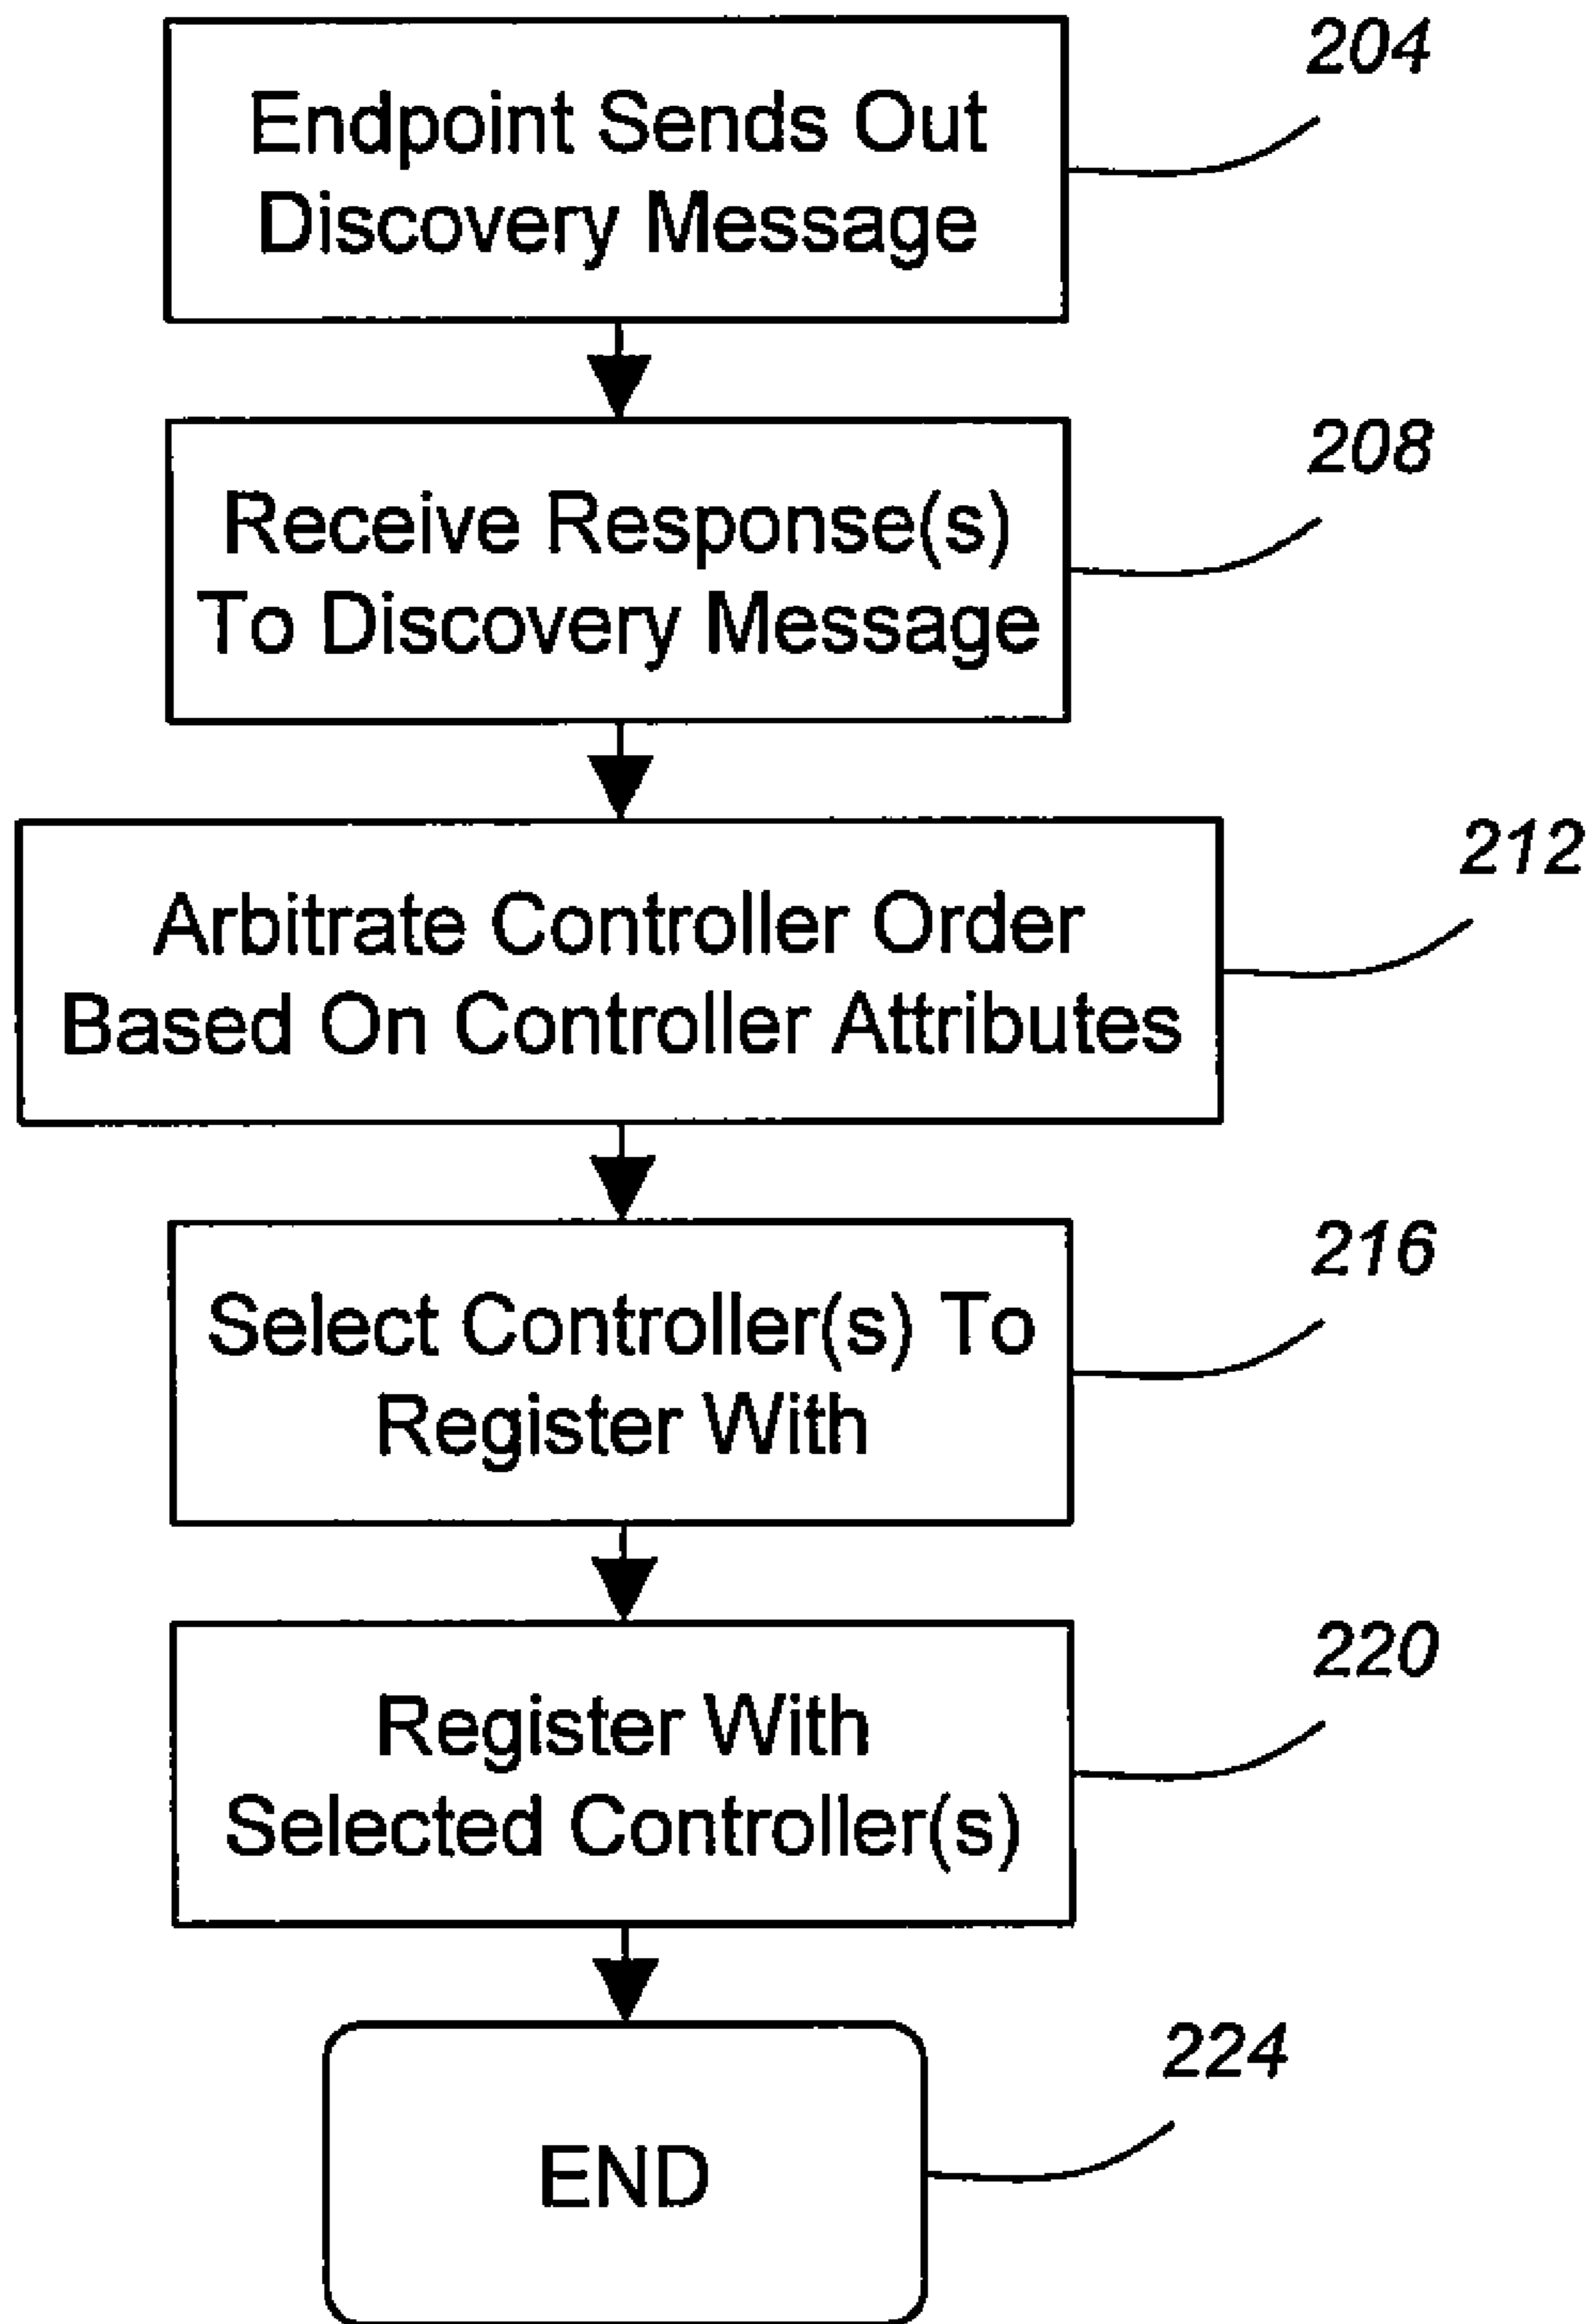 204
Endpoint Sends Out
Discovery Message
208
Receive Response(s)
To Discovery Message
212
Arbitrate Controller Order
Based On Controller Attributes
216
Select Controller(s) To
Register With
220
Register With
Selected Controller(s)
224
END